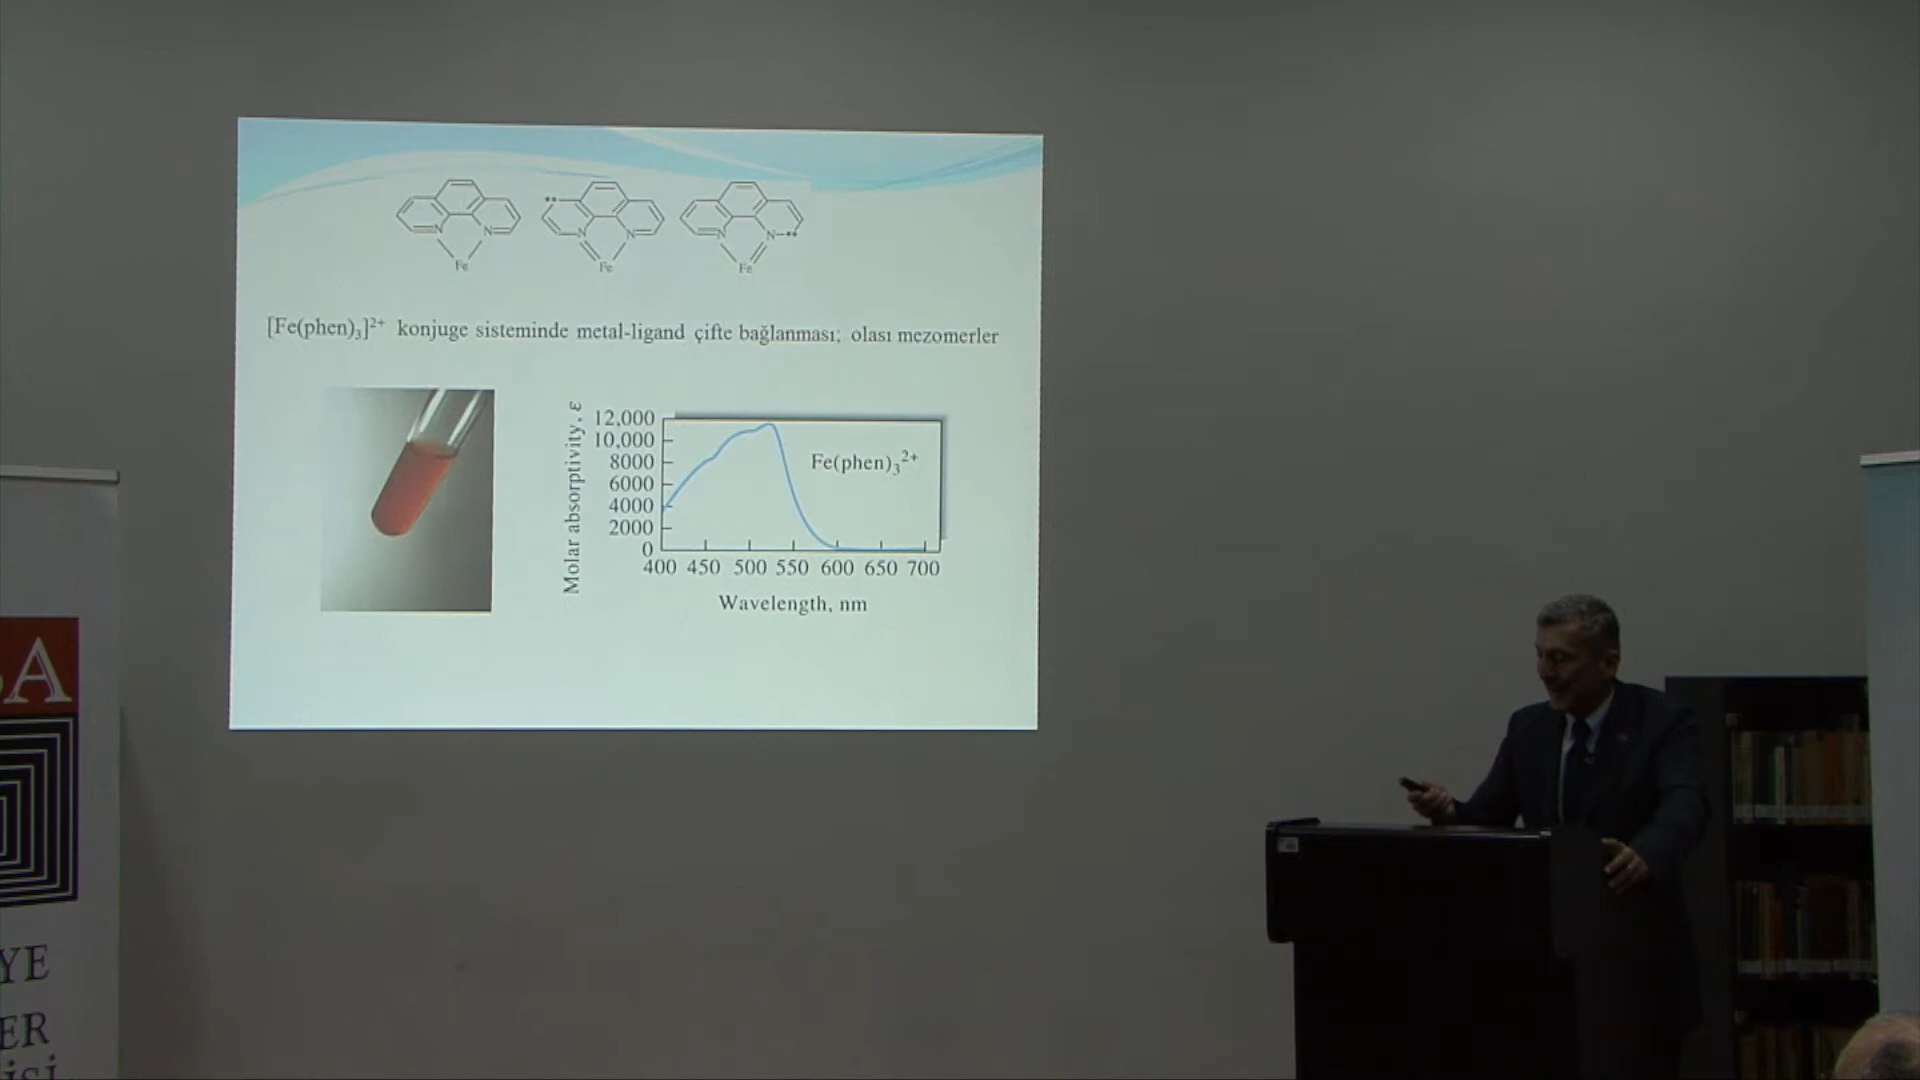 N N N N N N
Fe Fe Fe
[Fe(phen)₃]²⁺ konjuge sisteminde metal-ligand çifte bağlanması; olası mezomerler
Molar absorptivity, ε
12,000
10,000
8000
6000
4000
2000
0
Fe(phen)₃²⁺
400 450 500 550 600 650 700
Wavelength, nm
A
YE
ER
isi